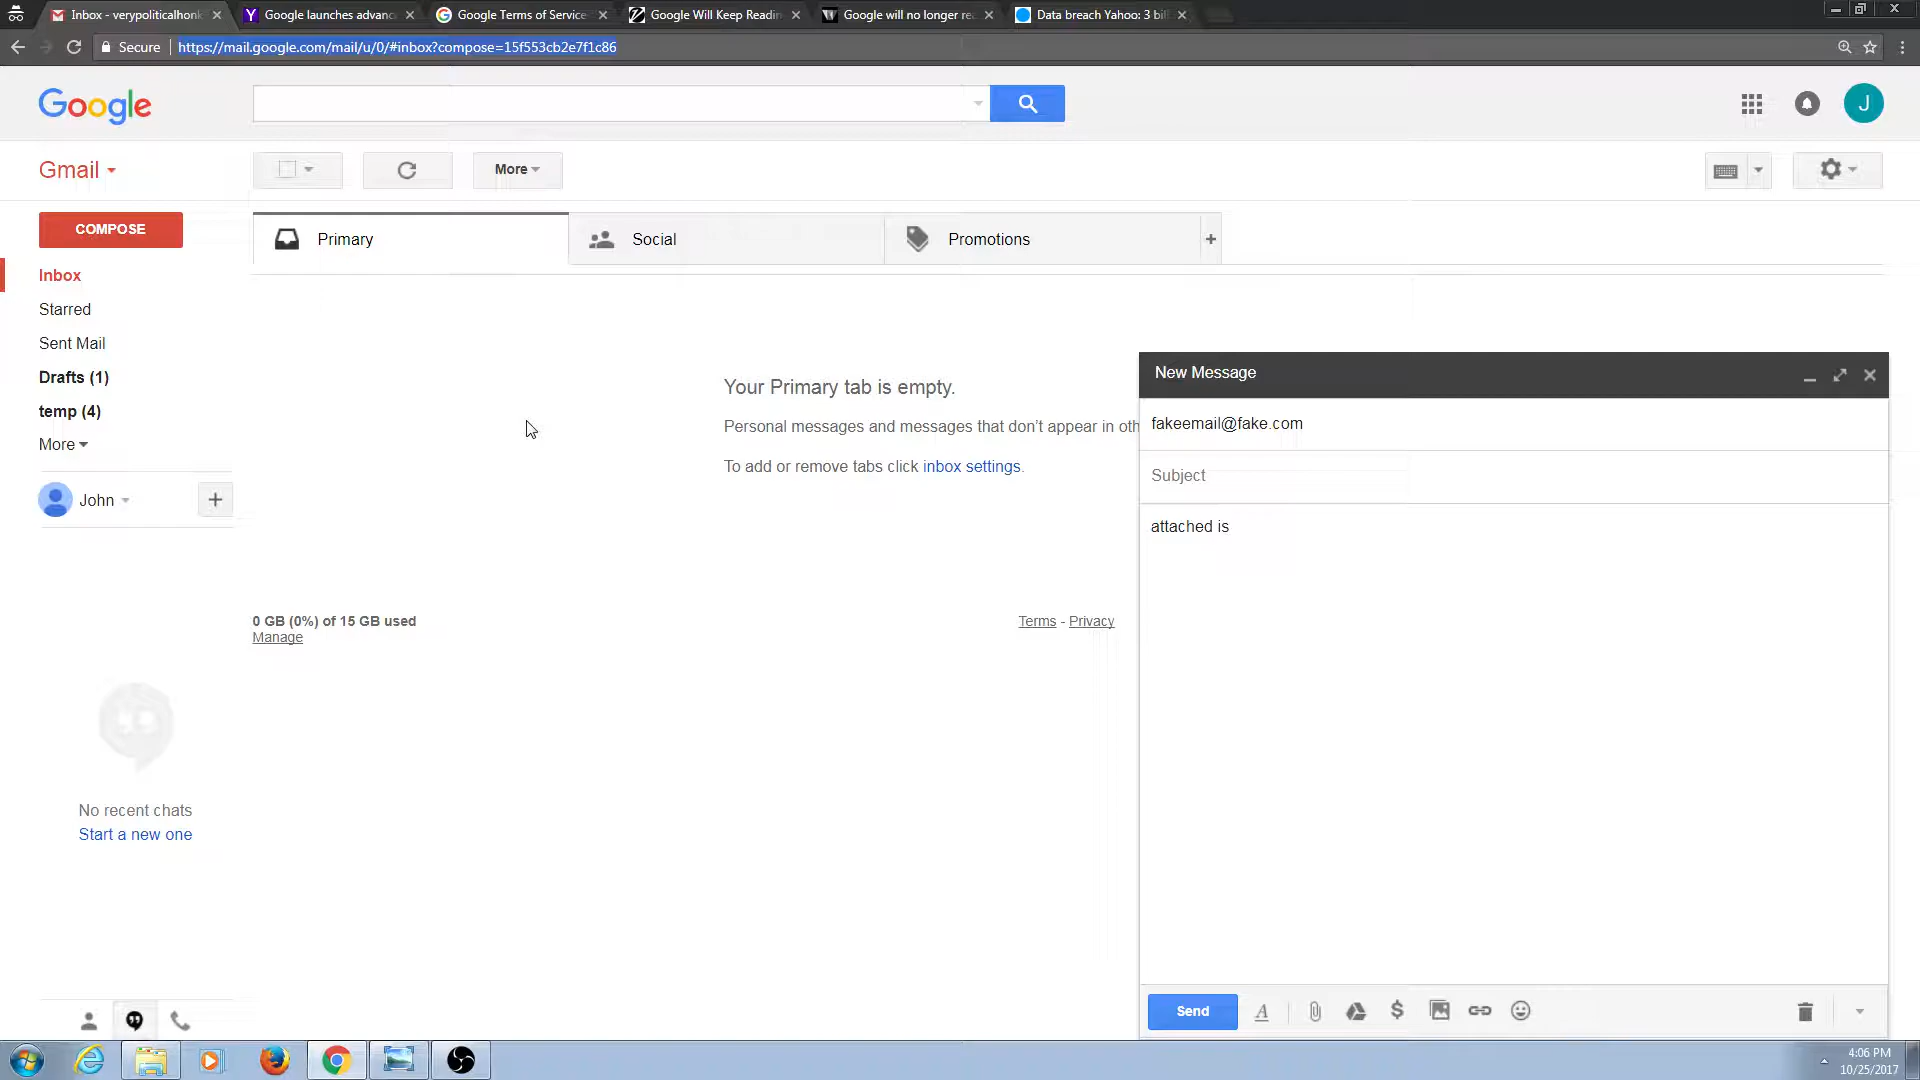 Inbox - verypoliticalhonk
Google launches advanc
Google Terms of Service
Google Will Keep Readin
Google will no longer re
Data breach Yahoo: 3 bil
Secure
https://mail.google.com/mail/u/0/#inbox?compose=15f553cb2e7f1c86
Google
J
Gmail
More
COMPOSE
Primary
Social
Promotions
+
Inbox
Starred
Sent Mail
Drafts (1)
temp (4)
More
John
+
Your Primary tab is empty.
Personal messages and messages that don't appear in oth
To add or remove tabs click inbox settings.
0 GB (0%) of 15 GB used
Manage
Terms - Privacy
No recent chats
Start a new one
New Message
fakeemail@fake.com
Subject
attached is
Send
A
$
4:06 PM
10/25/2017